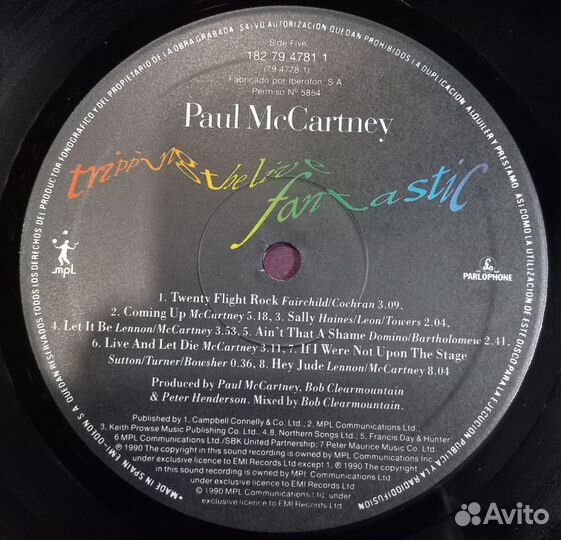 SALVO AUTORIZACION QUEDAN PROHIBIDOS LA DUPLICACION, ALQUILER Y PRESTAMO, ASI COMO LA UTILIZACION DE ESTE DISCO PARA LA EJECUCION PUBLICA Y LA RADIODIFUSION
• MADE IN SPAIN EMI-ODEON S.A. QUEDAN RESERVADOS TODOS LOS DERECHOS DEL PRODUCTOR FONOGRAFICO Y DEL PROPIETARIO DE LA OBRA GRABADA.
Side Five
182 79 4781 1
(79 4778 1)
Fabricado por Iberofon, S.A.
Permiso Nº 5854
Paul McCartney
tripping the live
fantastic
MPL
PARLOPHONE
1. Twenty Flight Rock Fairchild/Cochran 3.09,
2. Coming Up McCartney 5.18, 3. Sally Haines/Leon/Towers 2.04,
4. Let It Be Lennon/McCartney 3.53, 5. Ain't That A Shame Domino/Bartholomew 2.41,
6. Live And Let Die McCartney 3.11, 7. If I Were Not Upon The Stage
Sutton/Turner/Bowsher 0.36, 8. Hey Jude Lennon/McCartney 8.04
Produced by Paul McCartney, Bob Clearmountain
& Peter Henderson. Mixed by Bob Clearmountain.
Published by 1, Campbell Connelly & Co. Ltd.; 2, MPL Communications Ltd.,
3, Keith Prowse Music Publishing Co. Ltd., 4,8, Northern Songs Ltd.; 5, Francis Day & Hunter
6 MPL Communications Ltd./SBK United Partnership; 7 Peter Maurice Music Co. Ltd.
℗ 1990 The copyright in this sound recording is owned by MPL Communications Inc.
under exclusive licence to EMI Records Ltd except 1, ℗ 1990 The copyright
in this sound recording is owned by MPL Communications Ltd.
under exclusive licence to EMI Records Ltd
© 1990 MPL Communications Ltd. under
exclusive licence to EMI Records Ltd.
Avito